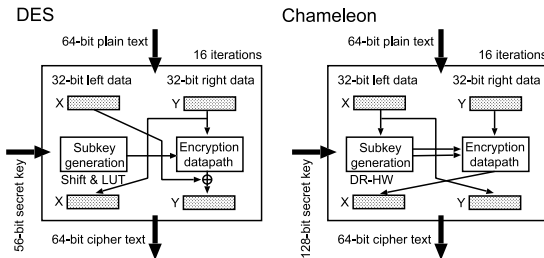 DES
64-bit plain text
16 iterations
32-bit left data
32-bit right data
X
Y
Subkey generation
Encryption datapath
Shift & LUT
X
Y
56-bit secret key
64-bit cipher text
Chameleon
64-bit plain text
16 iterations
32-bit left data
32-bit right data
X
Y
Subkey generation
Encryption datapath
DR-HW
X
Y
128-bit secret key
64-bit cipher text